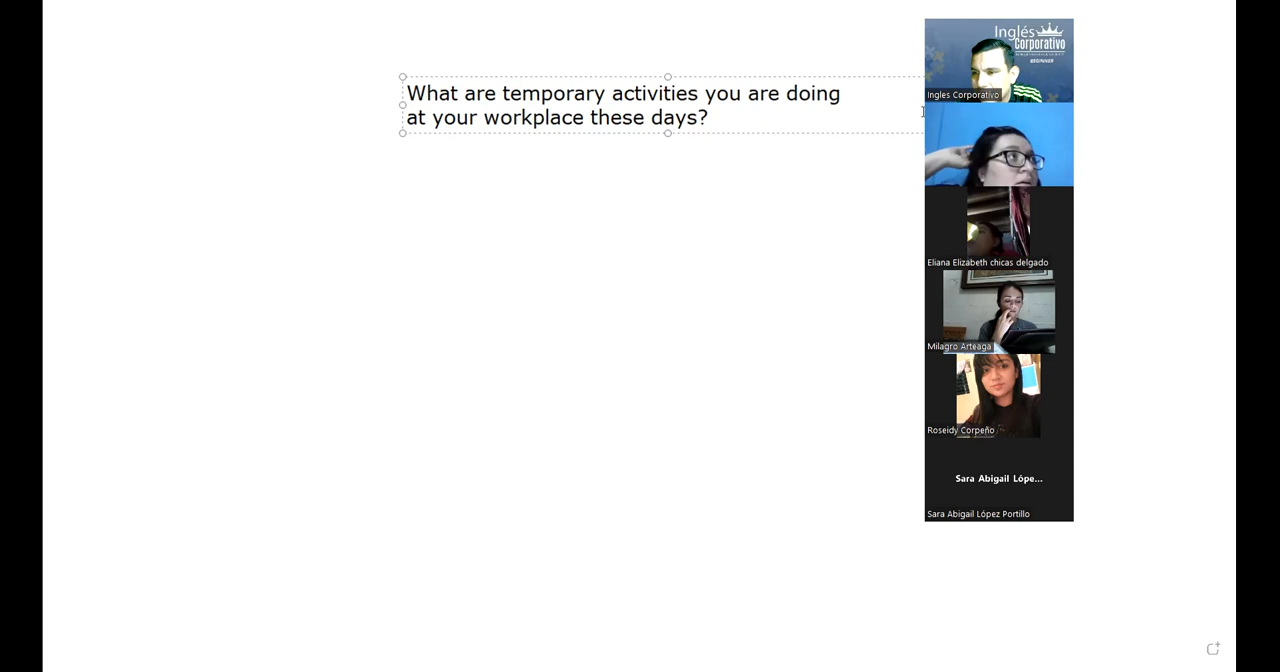 What are temporary activities you are doing
at your workplace these days?
Inglés
Corporativo
BEGINNER
Ingles Corporativo
Eliana Elizabeth chicas delgado
Milagro Arteaga
Roseidy Corpeño
Sara Abigail Lópe...
Sara Abigail López Portillo